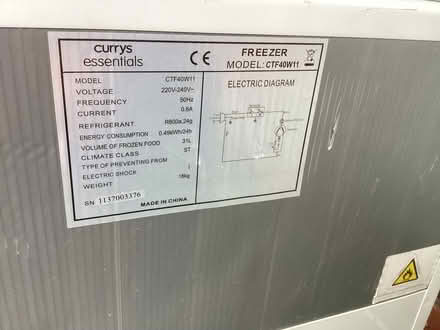 currys
essentials
CE
FREEZER
MODEL: CTF40W11
MODEL CTF40W11
VOLTAGE 220V-240V~
FREQUENCY 50Hz
CURRENT 0.6A
REFRIGERANT R600a,24g
ENERGY CONSUMPTION 0.49kWh/24h
VOLUME OF FROZEN FOOD 31L
CLIMATE CLASS ST
TYPE OF PREVENTING FROM
ELECTRIC SHOCK I
WEIGHT 18kg
SN 1137003376
MADE IN CHINA
ELECTRIC DIAGRAM